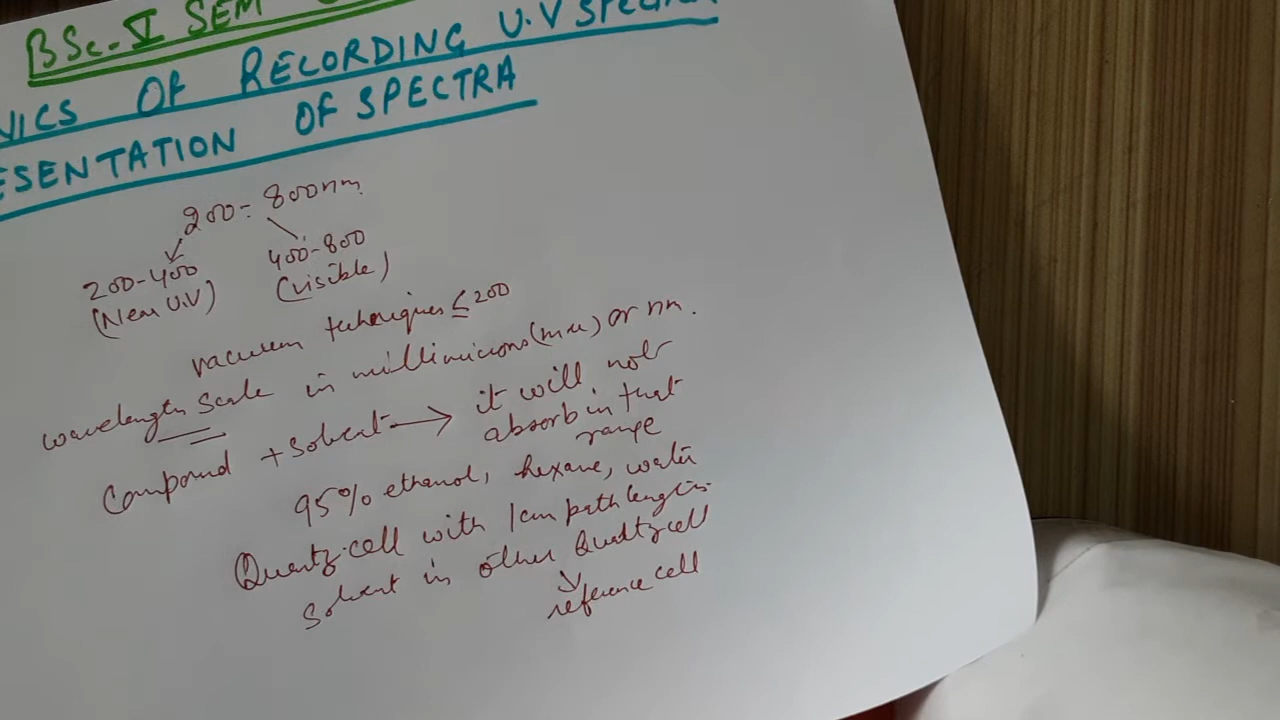 BSc-V SEM
OF RECORDING U.V SPECTRA
OF SPECTRA
200- 800nm
200-400 400-800
(Near U.V) (visible)
vacuum techniques ≤ 200
wavelength scale in millimicrons (mμ) or nm.
Compound + Solvent → it will not
absorb in that
range
95% ethanol, hexane, water
Quartz cell with 1cm path length
Solvent in other Quartz cell
reference cell